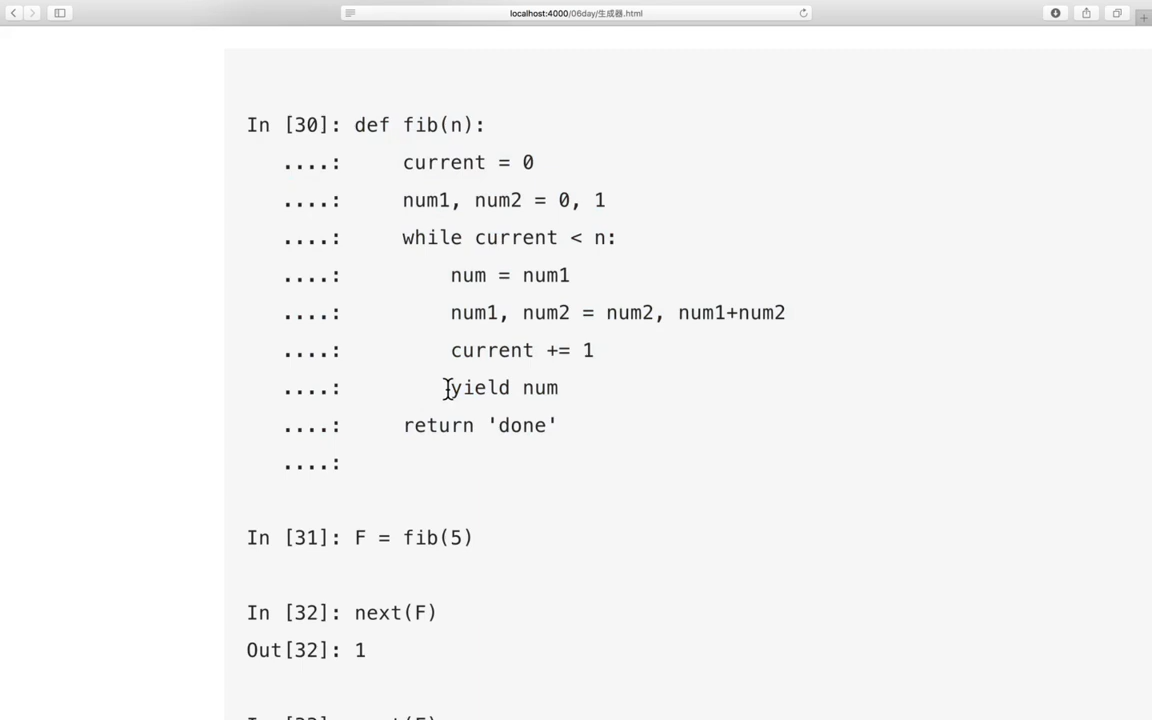 localhost:4000/06day/生成器.html
In [30]: def fib(n):
....:     current = 0
....:     num1, num2 = 0, 1
....:     while current < n:
....:         num = num1
....:         num1, num2 = num2, num1+num2
....:         current += 1
....:         yield num
....:     return 'done'
....:
In [31]: F = fib(5)
In [32]: next(F)
Out[32]: 1